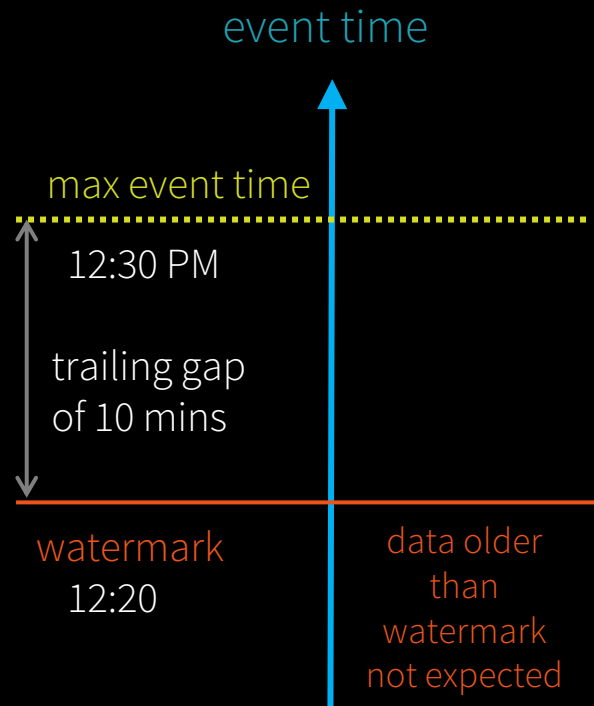 event time
max event time
12:30 PM
trailing gap
of 10 mins
watermark
12:20
data older
than
watermark
not expected